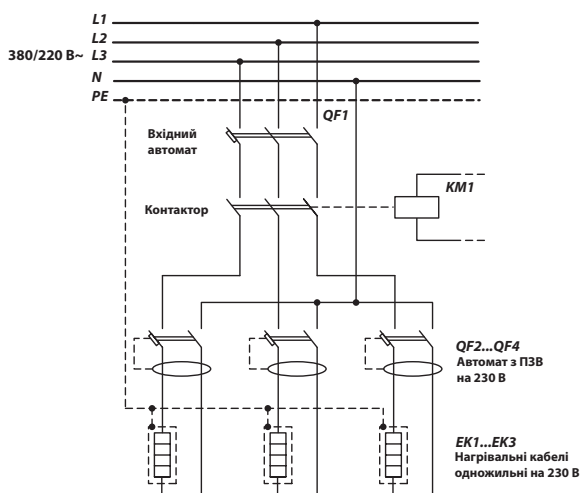 L1
L2
380/220 В~ L3
N
PE
QF1
Вхідний
автомат
KM1
Контактор
QF2...QF4
Автомат з ПЗВ
на 230 В
EK1...EK3
Нагрівальні кабелі
одножильні на 230 В